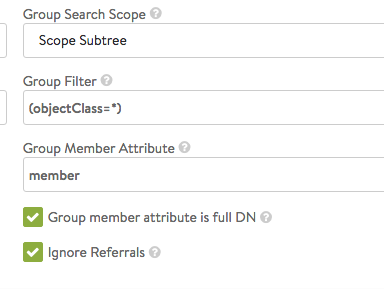 Group Search Scope ?
Scope Subtree
Group Filter ?
(objectClass=*)
Group Member Attribute ?
member
Group member attribute is full DN ?
Ignore Referrals ?